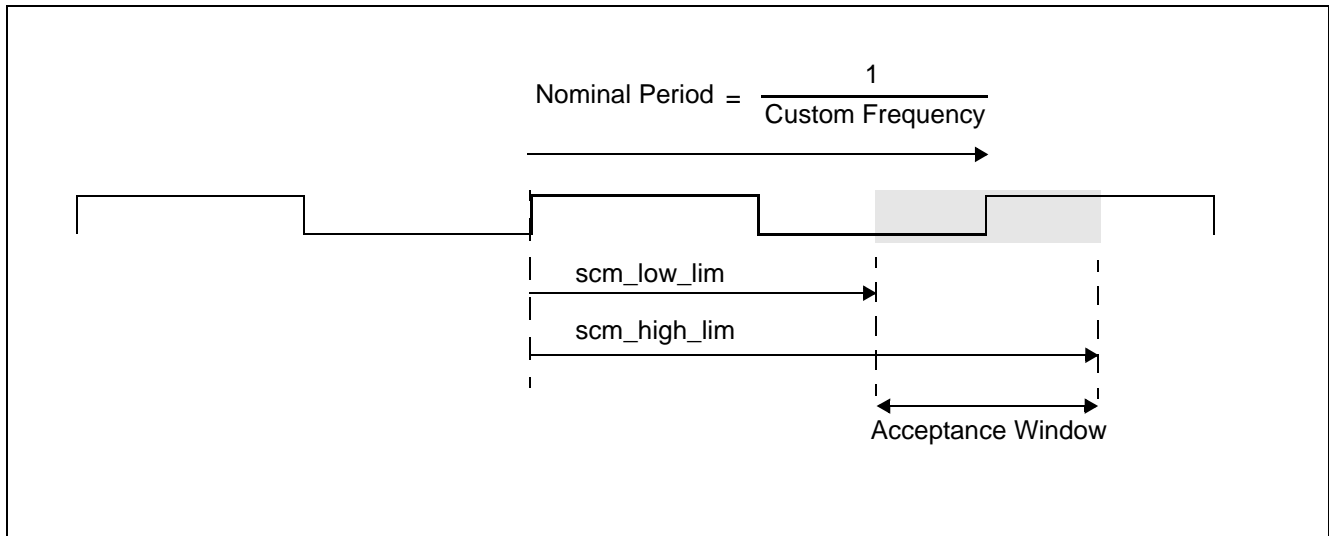 1
Nominal Period =
Custom Frequency
scm_low_lim
scm_high_lim
Acceptance Window